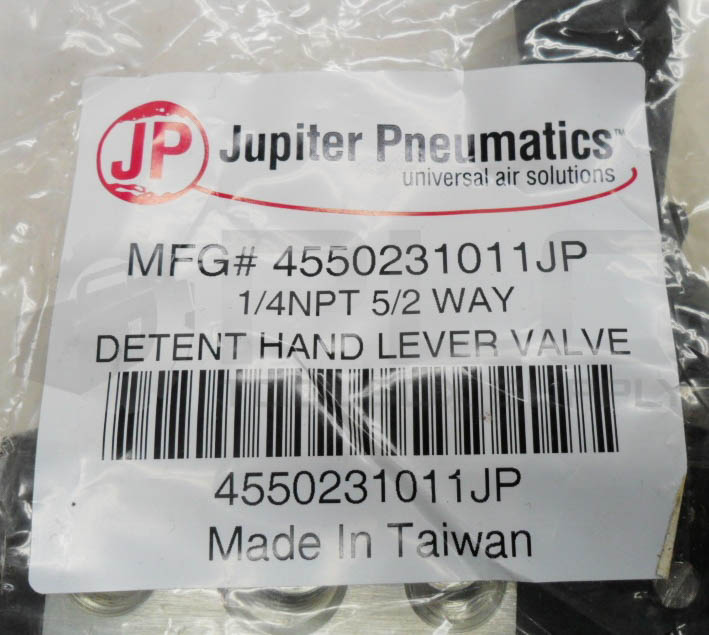 JP Jupiter Pneumatics™
universal air solutions
MFG# 4550231011JP
1/4NPT 5/2 WAY
DETENT HAND LEVER VALVE
4550231011JP
Made In Taiwan